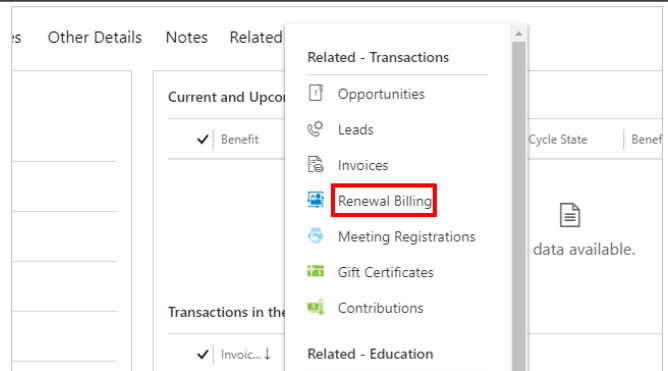 Other Details Notes Related
Related - Transactions
Opportunities
Leads
Invoices
Renewal Billing
Meeting Registrations
Gift Certificates
Contributions
Related - Education
Current and Upco
Benefit
Cycle State
Benef
data available.
Transactions in the
Invoic...↓